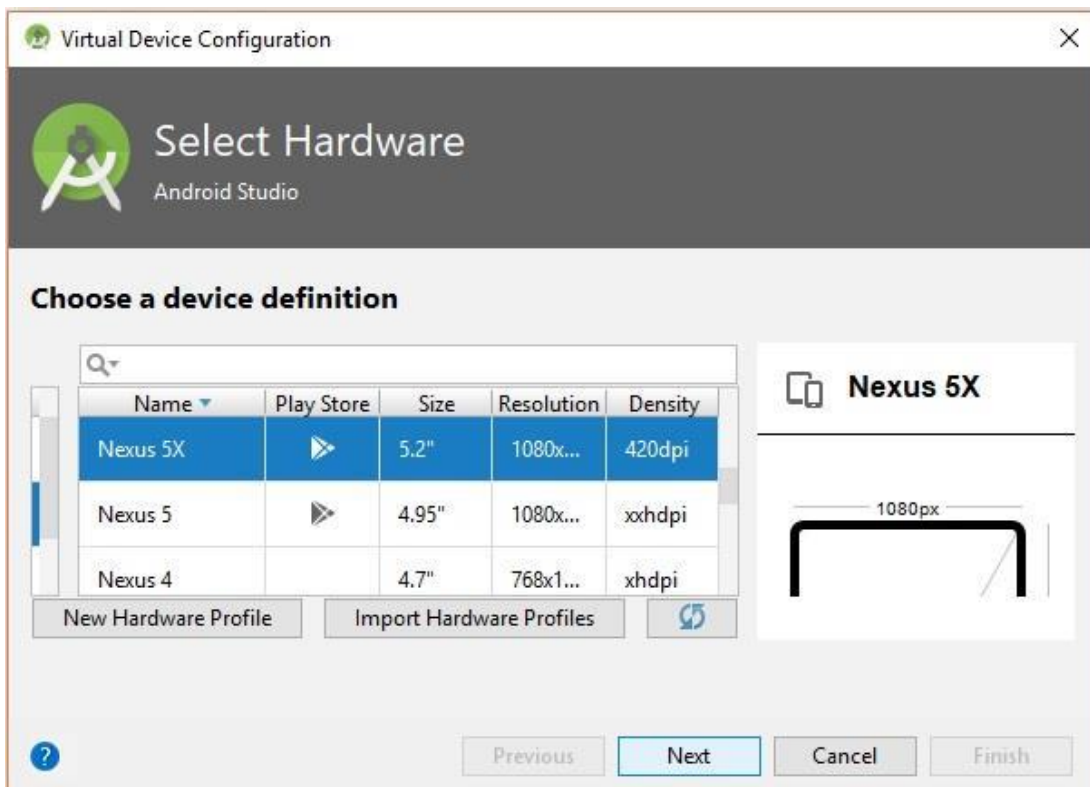 Virtual Device Configuration
Select Hardware
Android Studio
Choose a device definition
Name Play Store Size Resolution Density
Nexus 5X 5.2" 1080x... 420dpi
Nexus 5 4.95" 1080x... xxhdpi
Nexus 4 4.7" 768x1... xhdpi
New Hardware Profile Import Hardware Profiles
Nexus 5X
1080px
? Previous Next Cancel Finish